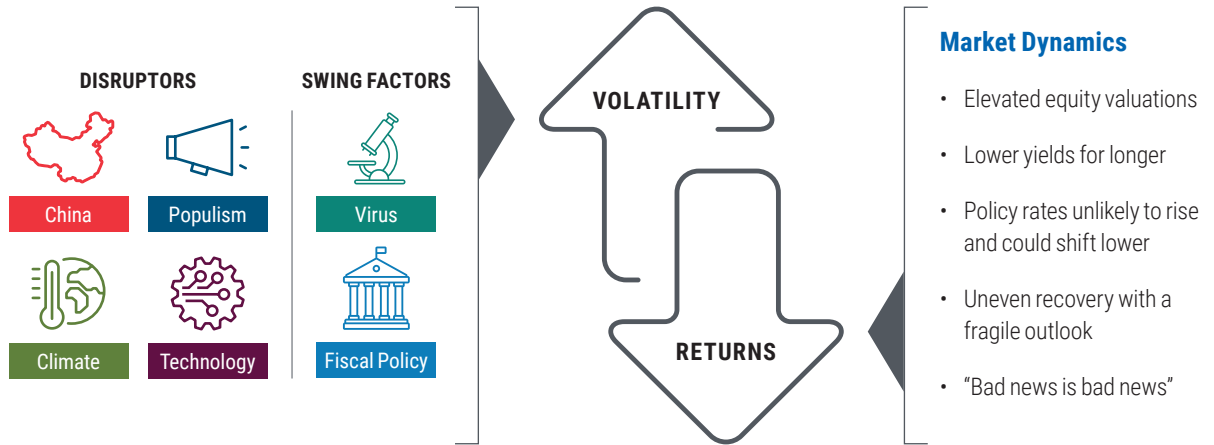 DISRUPTORS
SWING FACTORS
China
Populism
Virus
Climate
Technology
Fiscal Policy
VOLATILITY
RETURNS
Market Dynamics
• Elevated equity valuations
• Lower yields for longer
• Policy rates unlikely to rise
and could shift lower
• Uneven recovery with a
fragile outlook
• “Bad news is bad news”